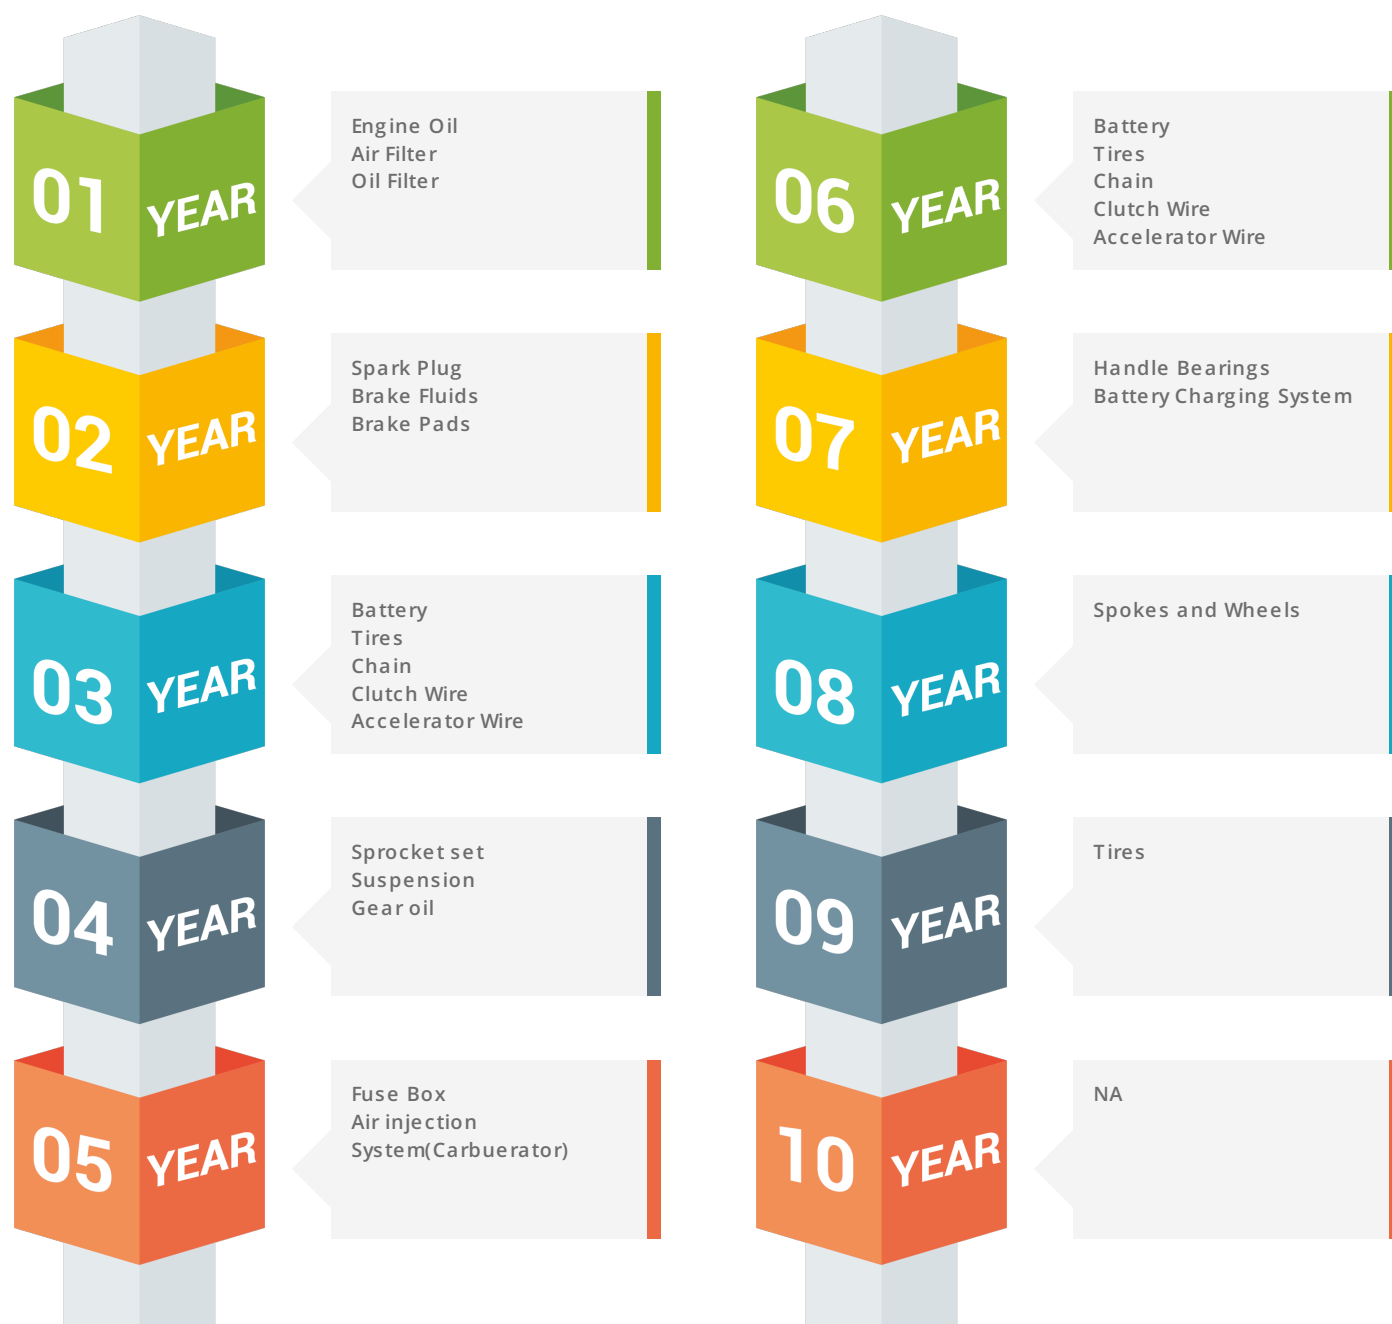 01 YEAR
Engine Oil
Air Filter
Oil Filter
02 YEAR
Spark Plug
Brake Fluids
Brake Pads
03 YEAR
Battery
Tires
Chain
Clutch Wire
Accelerator Wire
04 YEAR
Sprocket set
Suspension
Gear oil
05 YEAR
Fuse Box
Air injection
System(Carbuerator)
06 YEAR
Battery
Tires
Chain
Clutch Wire
Accelerator Wire
07 YEAR
Handle Bearings
Battery Charging System
08 YEAR
Spokes and Wheels
09 YEAR
Tires
10 YEAR
NA